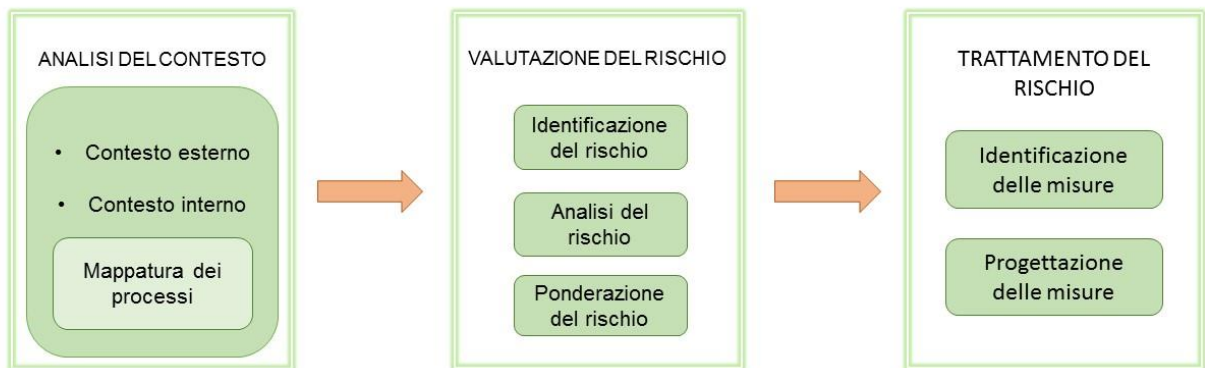 ANALISI DEL CONTESTO
• Contesto esterno
• Contesto interno
Mappatura dei
processi
VALUTAZIONE DEL RISCHIO
Identificazione
del rischio
Analisi del
rischio
Ponderazione
del rischio
TRATTAMENTO DEL
RISCHIO
Identificazione
delle misure
Progettazione
delle misure